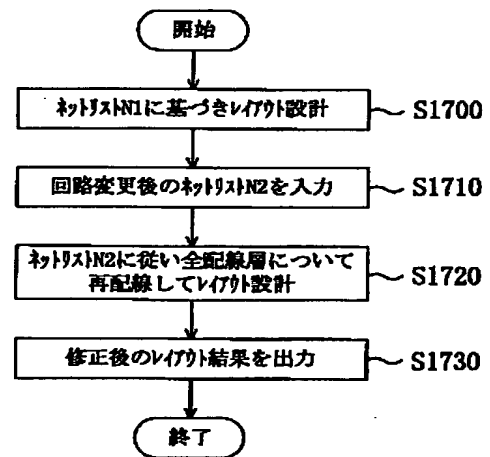 開始
ﾈｯﾄﾘｽﾄN1に基づきﾚｲｱｳﾄ設計
S1700
回路変更後のﾈｯﾄﾘｽﾄN2を入力
S1710
ﾈｯﾄﾘｽﾄN2に従い全配線層について
再配線してﾚｲｱｳﾄ設計
S1720
修正後のﾚｲｱｳﾄ結果を出力
S1730
終了